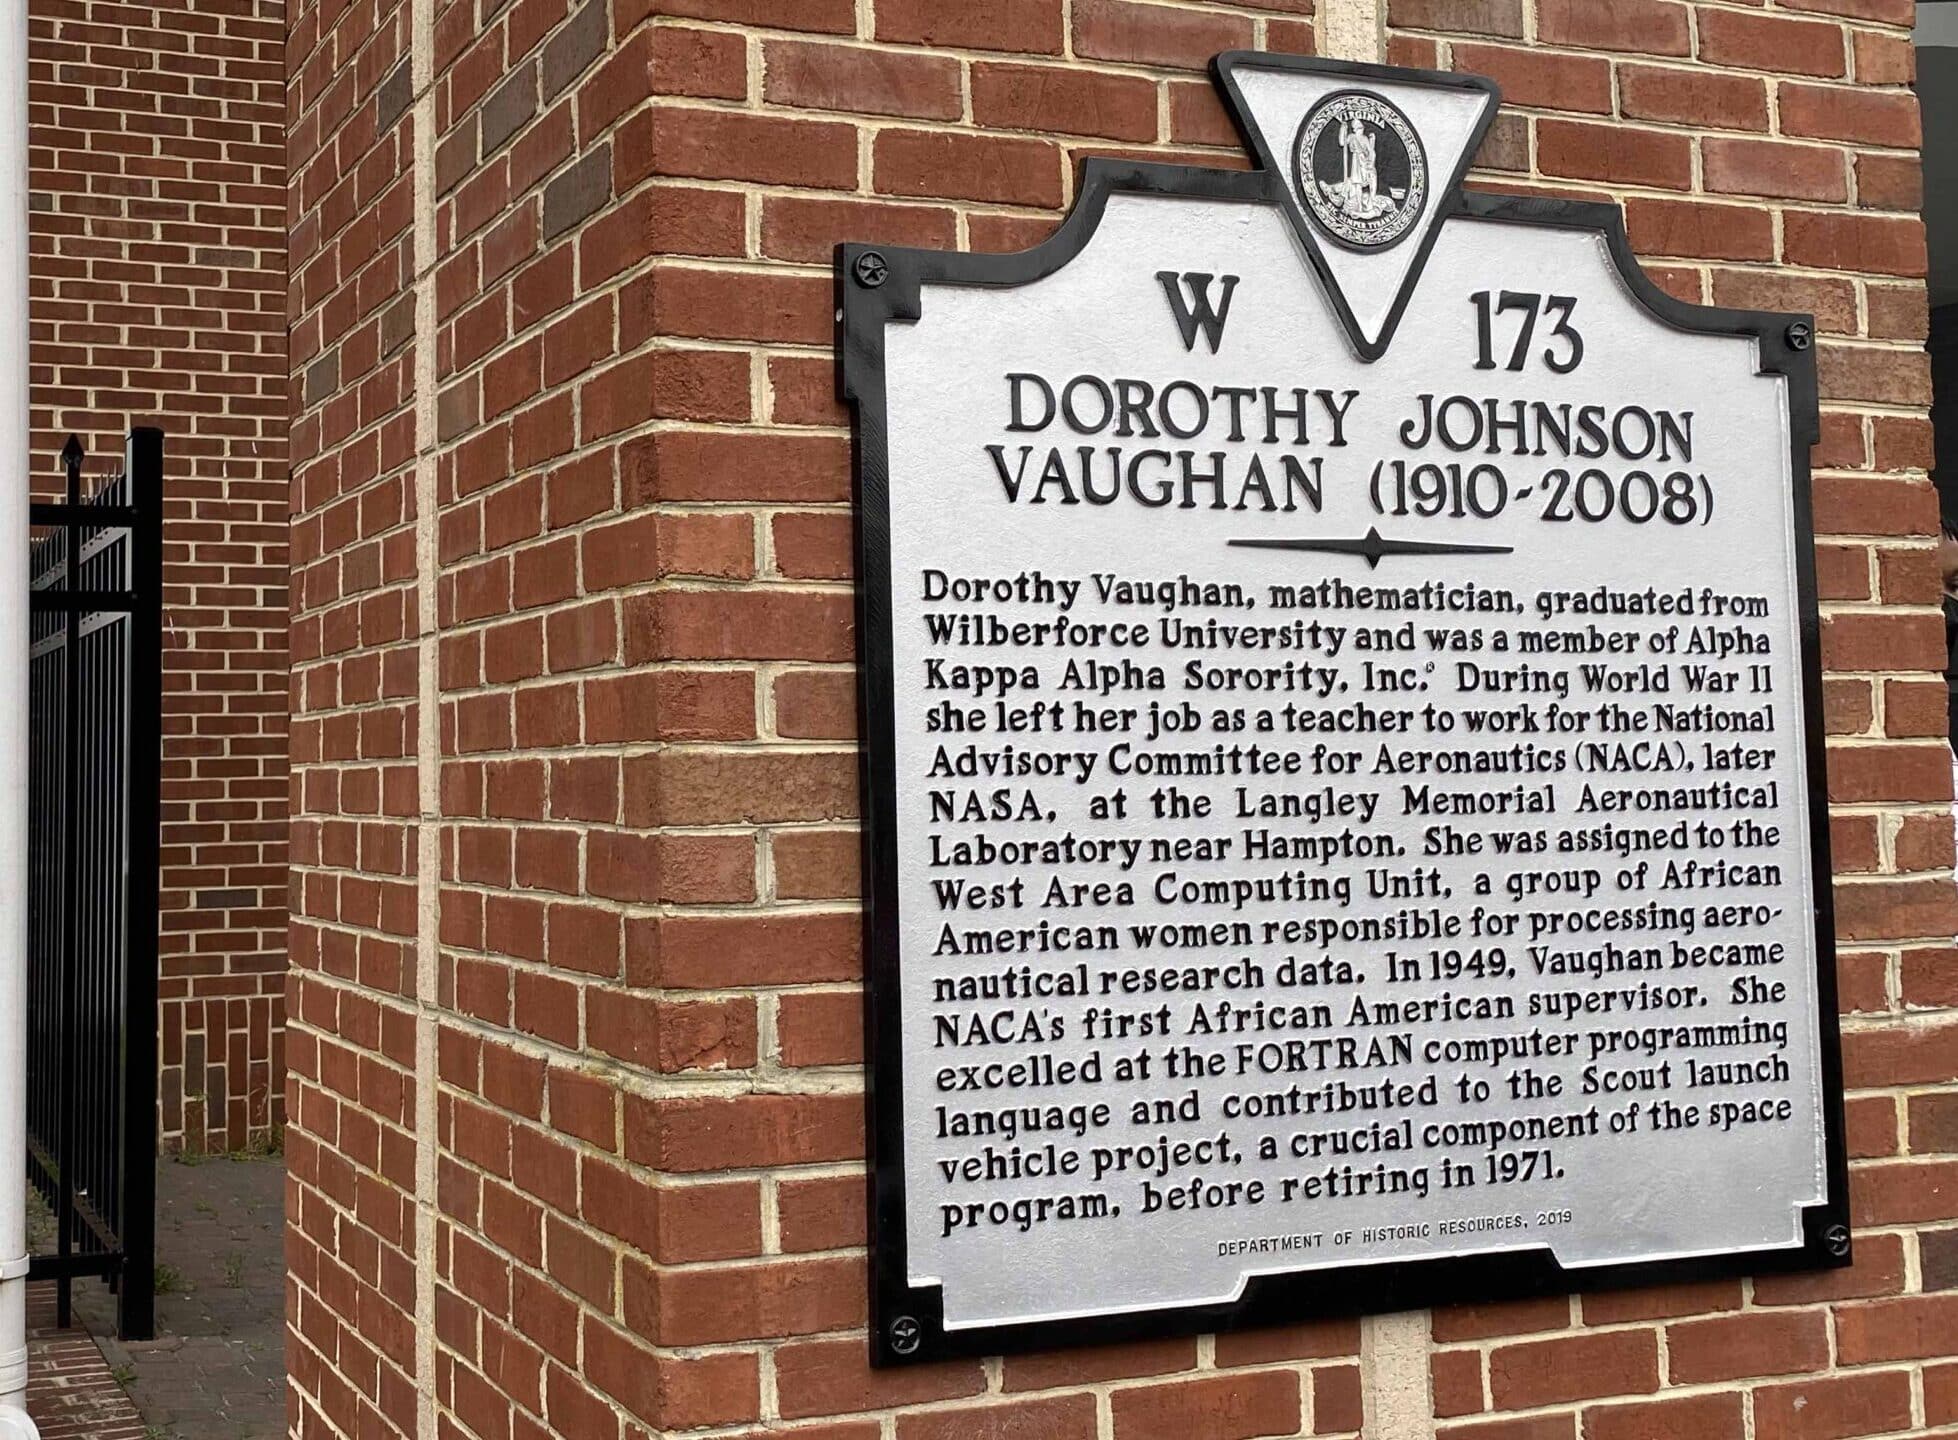 VIRGINIA
W 173
DOROTHY JOHNSON
VAUGHAN (1910-2008)
Dorothy Vaughan, mathematician, graduated from
Wilberforce University and was a member of Alpha
Kappa Alpha Sorority, Inc.® During World War II
she left her job as a teacher to work for the National
Advisory Committee for Aeronautics (NACA), later
NASA, at the Langley Memorial Aeronautical
Laboratory near Hampton. She was assigned to the
West Area Computing Unit, a group of African
American women responsible for processing aero-
nautical research data. In 1949, Vaughan became
NACA's first African American supervisor. She
excelled at the FORTRAN computer programming
language and contributed to the Scout launch
vehicle project, a crucial component of the space
program, before retiring in 1971.
DEPARTMENT OF HISTORIC RESOURCES, 2019